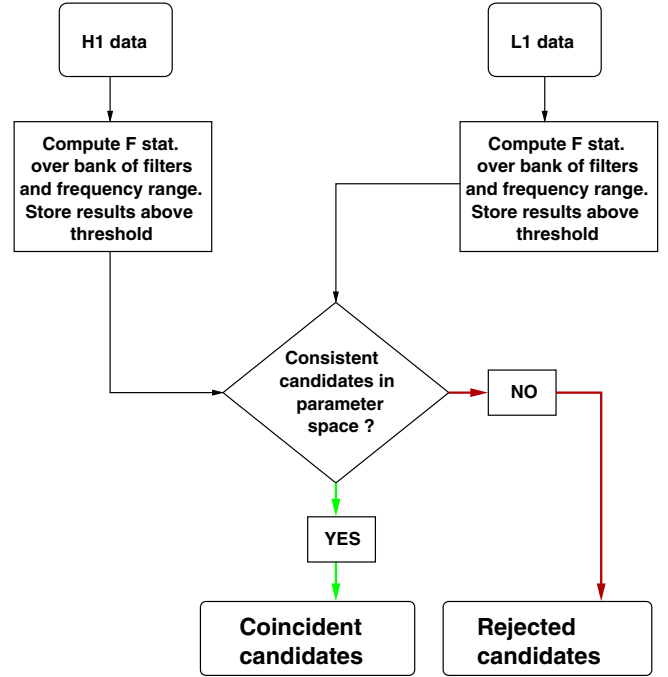 H1 data
L1 data
Compute F stat.
over bank of filters
and frequency range.
Store results above
threshold
Compute F stat.
over bank of filters
and frequency range.
Store results above
threshold
Consistent
candidates in
parameter
space ?
NO
YES
Coincident
candidates
Rejected
candidates